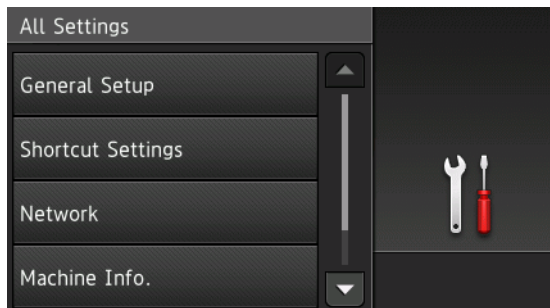 All Settings
General Setup
Shortcut Settings
Network
Machine Info.